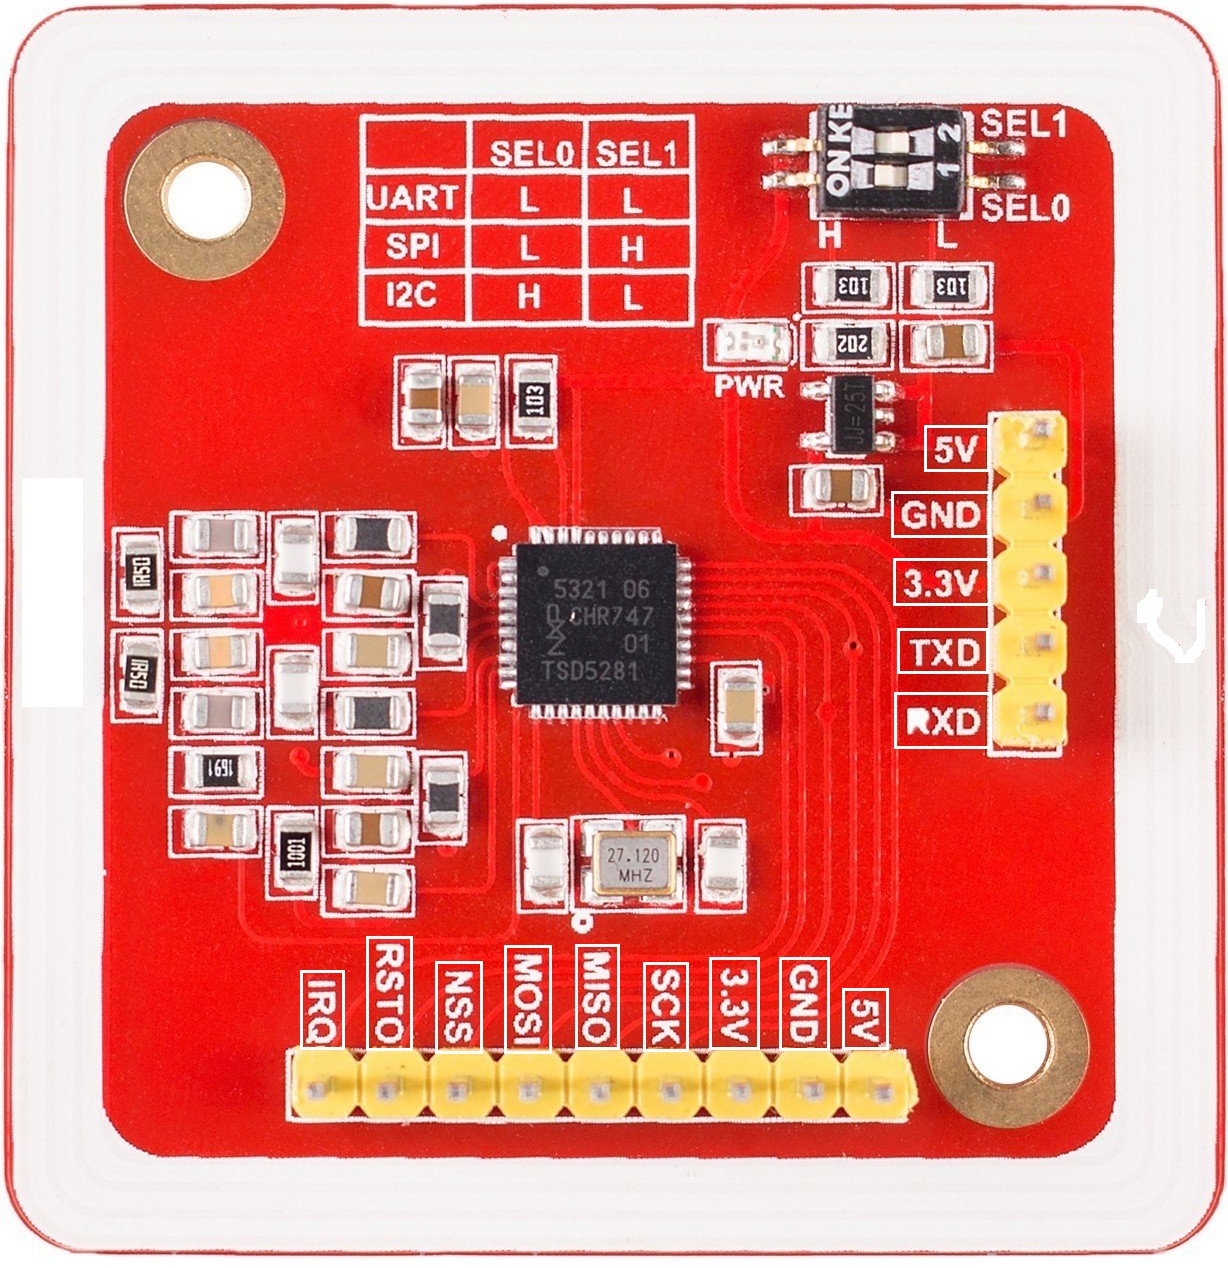 SEL0 SEL1
UART L L
SPI L H
I2C H L
ON KE
1 2
SEL1
SEL0
H L
103 103
202
PWR
103
JJ=25T
5V
GND
3.3V
TXD
RXD
1R50
1R50
1691
1001
5321 06
CHR747
01
TSD5281
27.120
MHZ
IRQ
RSTO
NSS
MOSI
MISO
SCK
3.3V
GND
5V